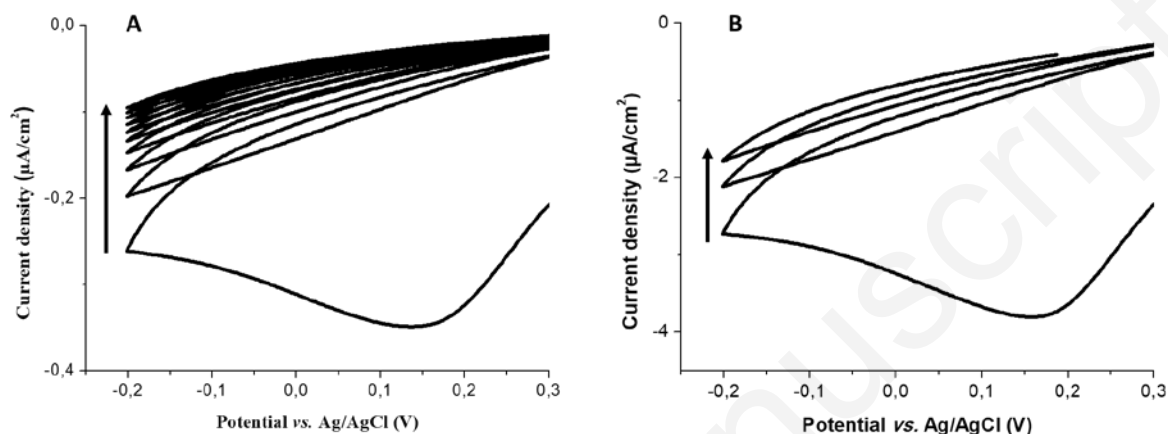 A
0,0
-0,2
-0,4
-0,2 -0,1 0,0 0,1 0,2 0,3
Current density (µA/cm²)
Potential vs. Ag/AgCl (V)
B
0
-2
-4
-0,2 -0,1 0,0 0,1 0,2 0,3
Current density (µA/cm²)
Potential vs. Ag/AgCl (V)
nuscript